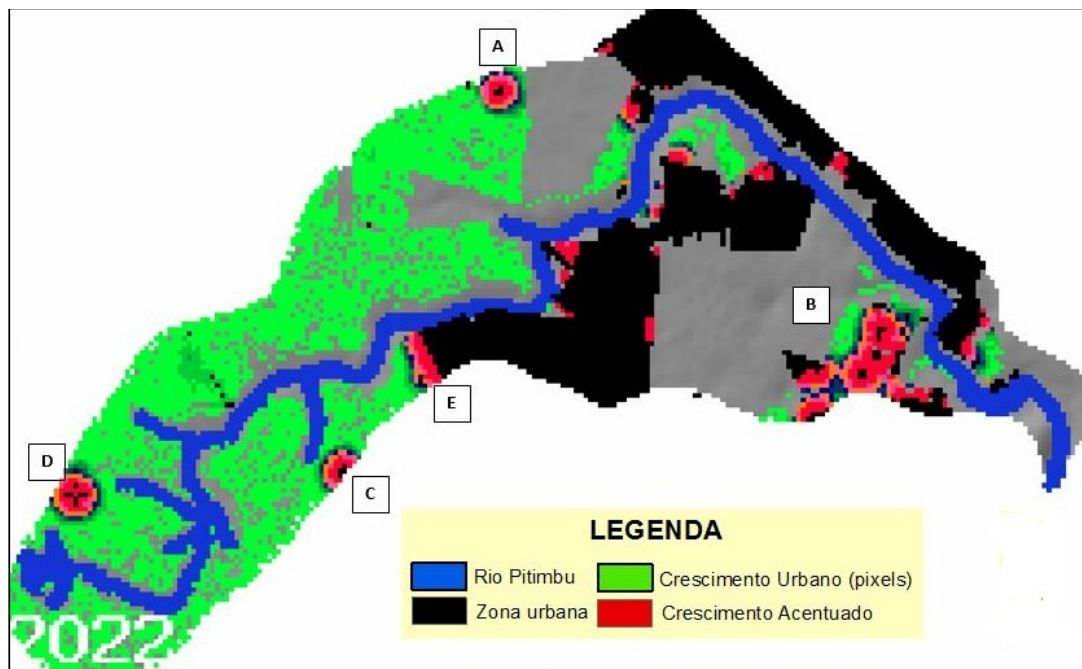 A
B
E
D
C
LEGENDA
Rio Pitimbu
Crescimento Urbano (pixels)
Zona urbana
Crescimento Acentuado
2022